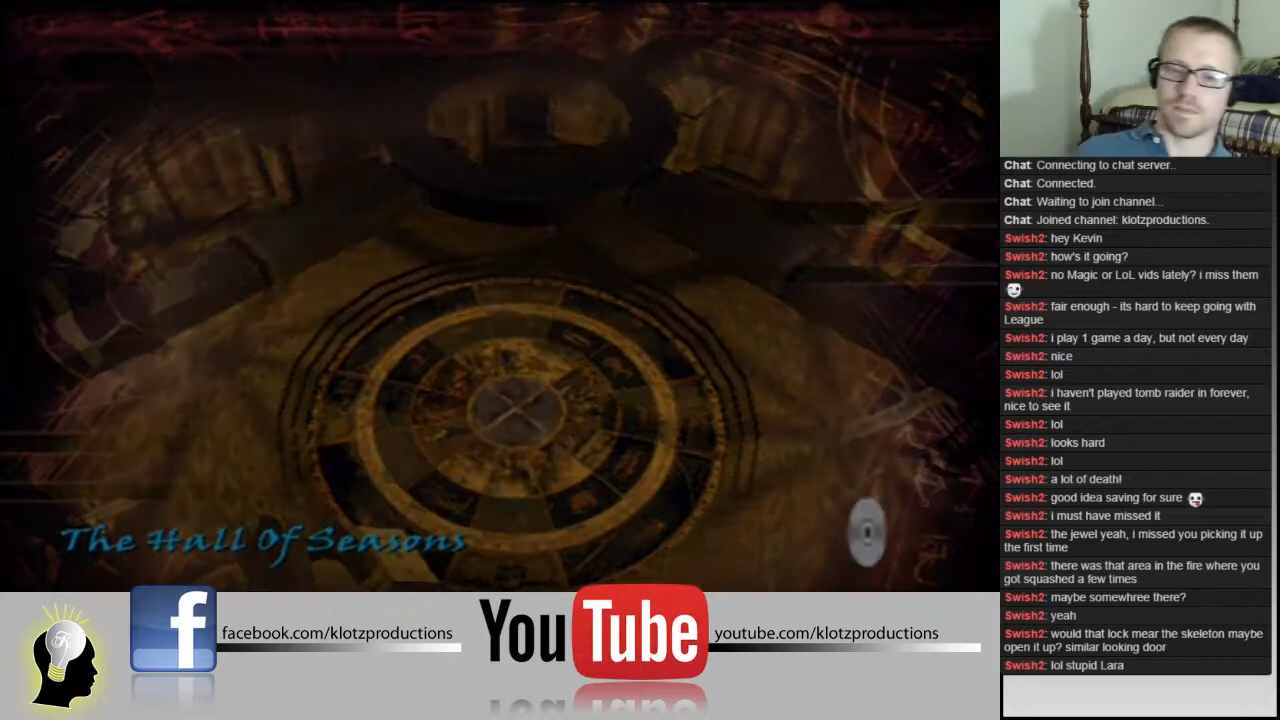 Chat: Connecting to chat server..
Chat: Connected.
Chat: Waiting to join channel...
Chat: Joined channel: klotzproductions.
Swish2: hey Kevin
Swish2: how's it going?
Swish2: no Magic or LoL vids lately? i miss them
Swish2: fair enough - its hard to keep going with
League
Swish2: i play 1 game a day, but not every day
Swish2: nice
Swish2: lol
Swish2: i haven't played tomb raider in forever,
nice to see it
Swish2: lol
Swish2: looks hard
Swish2: lol
Swish2: a lot of death!
Swish2: good idea saving for sure
Swish2: i must have missed it
Swish2: the jewel yeah, i missed you picking it up
the first time
Swish2: there was that area in the fire where you
got squashed a few times
Swish2: maybe somewhree there?
Swish2: yeah
Swish2: would that lock mear the skeleton maybe
open it up? similar looking door
Swish2: lol stupid Lara
The Hall Of Seasons
f
facebook.com/klotzproductions
YouTube
youtube.com/klotzproductions